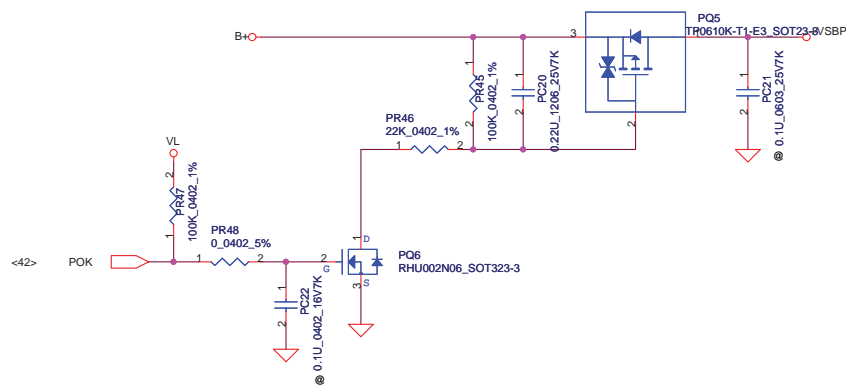 PQ5
TP0610K-T1-E3_SOT23-3
B+
3
1
VSBP
1
PR45
100K_0402_1%
2
1
PC20
0.22U_1206_25V7K
2
1
PC21
@ 0.1U_0603_25V7K
2
PR46
22K_0402_1%
1
2
2
VL
2
PR47
100K_0402_1%
1
PR48
0_0402_5%
<42>
POK
1
2
1
D
2
G
3
S
PQ6
RHU002N06_SOT323-3
1
PC22
@ 0.1U_0402_16V7K
2